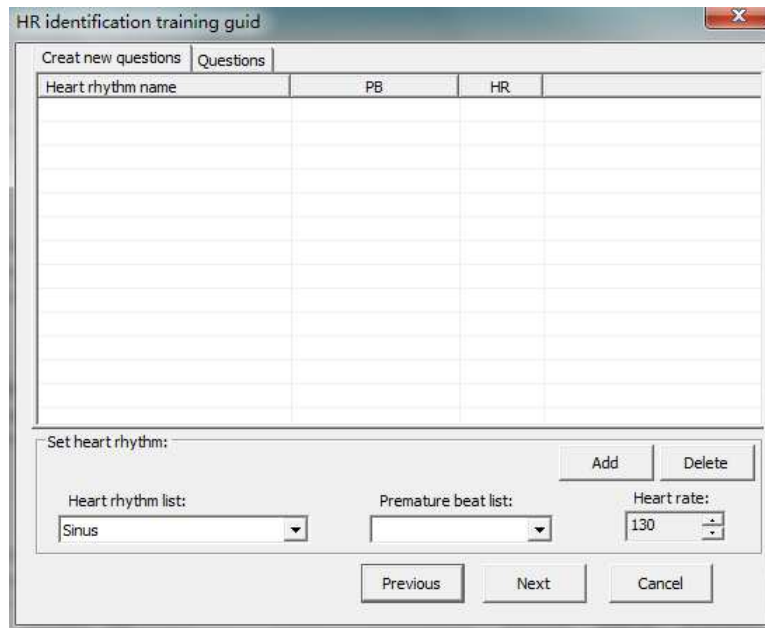 HR identification training guid
Creat new questions Questions
Heart rhythm name PB HR
Set heart rhythm:
Add Delete
Heart rhythm list: Premature beat list: Heart rate:
Sinus 130
Previous Next Cancel